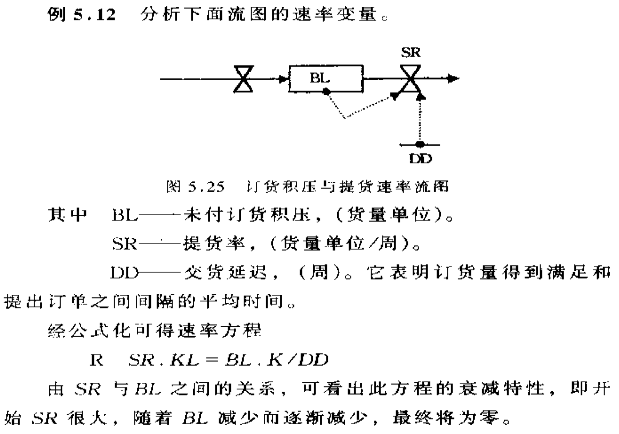 例 5.12 分析下面流图的速率变量。
SR
BL
DD
图 5.25 订货积压与提货速率流图
其中 BL——未付订货积压，(货量单位)。
SR——提货率，(货量单位/周)。
DD——交货延迟，(周)。它表明订货量得到满足和
提出订单之间间隔的平均时间。
经公式化可得速率方程
R SR.KL=BL.K/DD
由 SR 与BL 之间的关系，可看出此方程的衰减特性，即开
始 SR 很大，随着 BL 减少而逐渐减少，最终将为零。